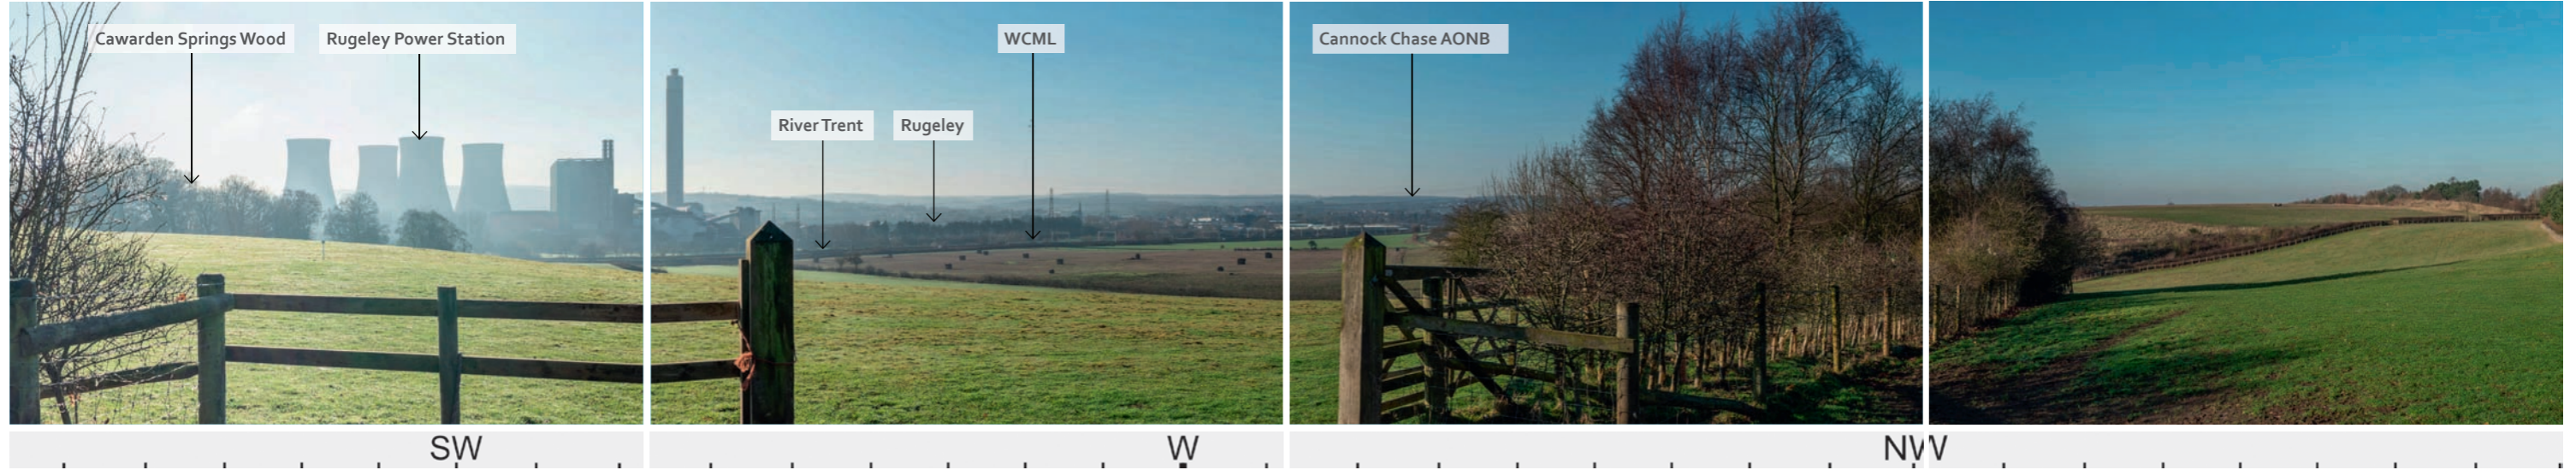 Cawarden Springs Wood
Rugeley Power Station
River Trent
Rugeley
WCML
Cannock Chase AONB
SW
W
NW